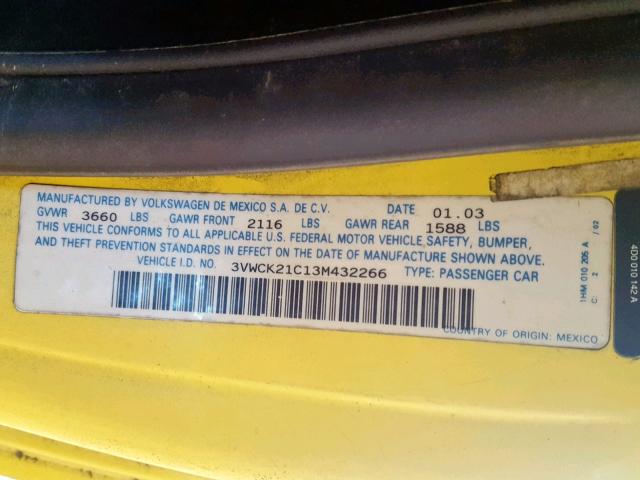 MANUFACTURED BY VOLKSWAGEN DE MEXICO S.A. DE C.V. DATE 01.03
GVWR 3660 LBS GAWR FRONT 2116 LBS GAWR REAR 1588 LBS
THIS VEHICLE CONFORMS TO ALL APPLICABLE U.S. FEDERAL MOTOR VEHICLE SAFETY, BUMPER,
AND THEFT PREVENTION STANDARDS IN EFFECT ON THE DATE OF MANUFACTURE SHOWN ABOVE.
VEHICLE I.D. NO. 3VWCK21C13M432266 TYPE: PASSENGER CAR
COUNTRY OF ORIGIN: MEXICO
1HM 010 205 A
C: 2 / 02
4D0 010 142 A